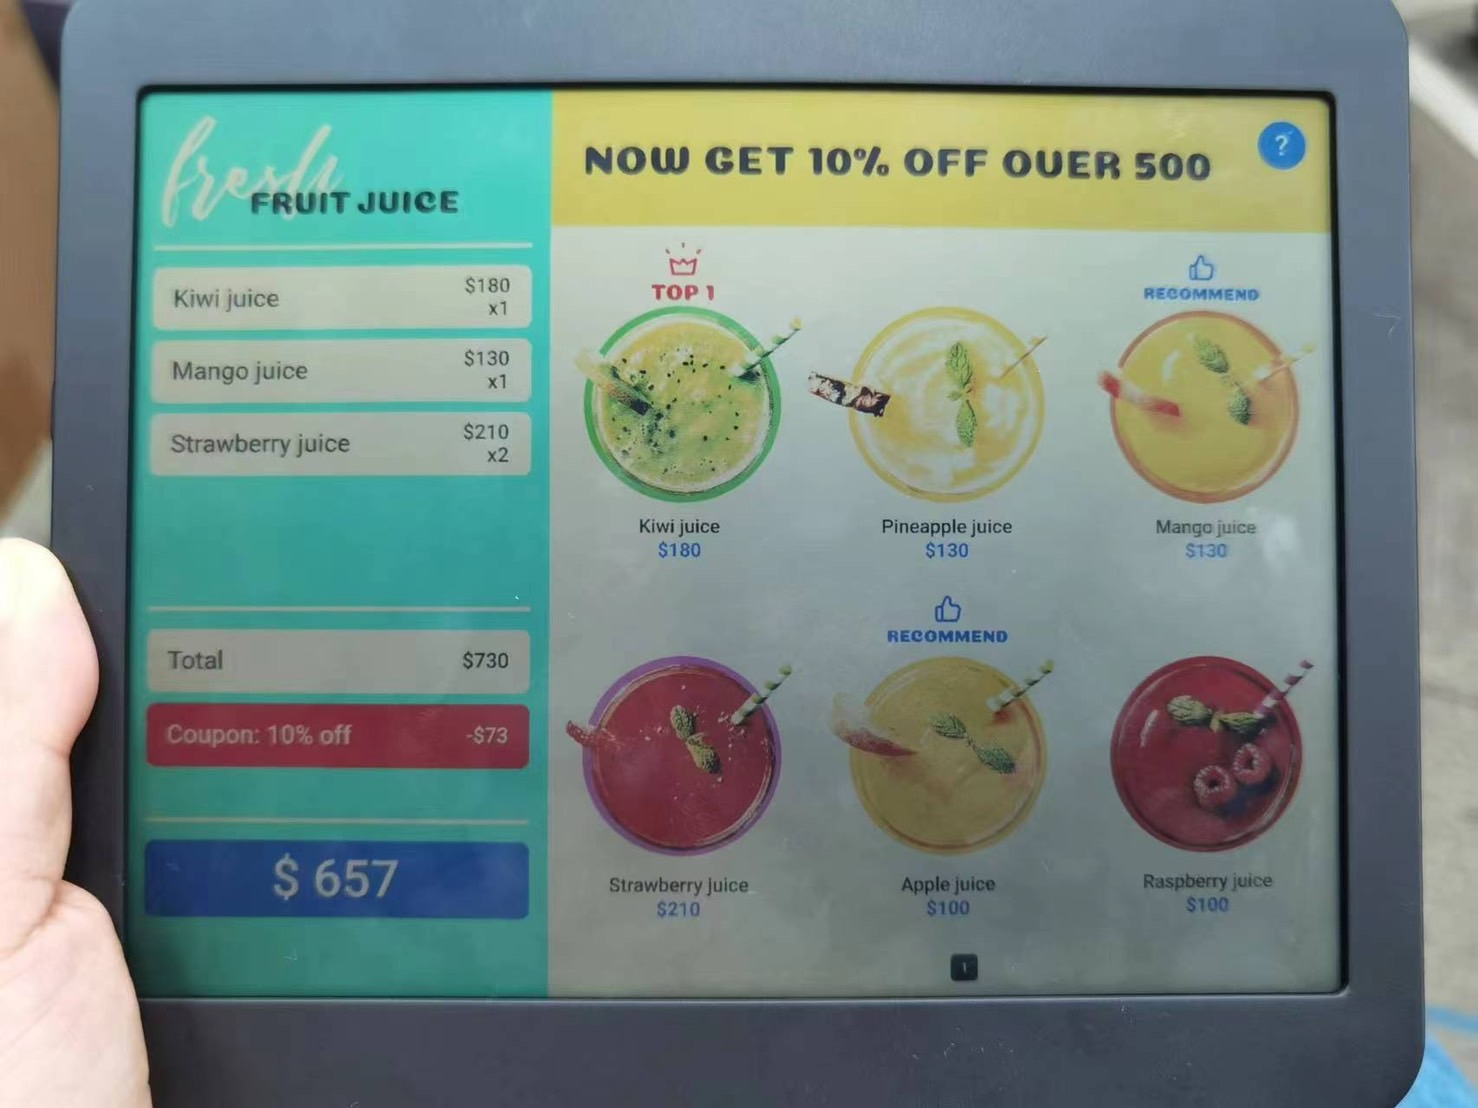 fresh
FRUIT JUICE
Kiwi juice $180
x1
Mango juice $130
x1
Strawberry juice $210
x2
Total $730
Coupon: 10% off -$73
$ 657
NOW GET 10% OFF OVER 500
?
TOP 1
RECOMMEND
Kiwi juice
$180
Pineapple juice
$130
Mango juice
$130
RECOMMEND
Strawberry juice
$210
Apple juice
$100
Raspberry juice
$100
1